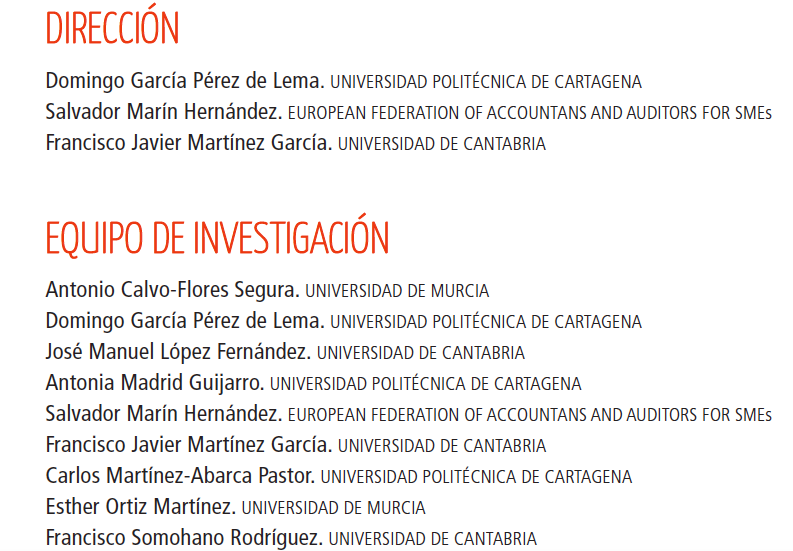 DIRECCIÓN
Domingo García Pérez de Lema. UNIVERSIDAD POLITÉCNICA DE CARTAGENA
Salvador Marín Hernández. EUROPEAN FEDERATION OF ACCOUNTANS AND AUDITORS FOR SMEs
Francisco Javier Martínez García. UNIVERSIDAD DE CANTABRIA
EQUIPO DE INVESTIGACIÓN
Antonio Calvo-Flores Segura. UNIVERSIDAD DE MURCIA
Domingo García Pérez de Lema. UNIVERSIDAD POLITÉCNICA DE CARTAGENA
José Manuel López Fernández. UNIVERSIDAD DE CANTABRIA
Antonia Madrid Guijarro. UNIVERSIDAD POLITÉCNICA DE CARTAGENA
Salvador Marín Hernández. EUROPEAN FEDERATION OF ACCOUNTANS AND AUDITORS FOR SMEs
Francisco Javier Martínez García. UNIVERSIDAD DE CANTABRIA
Carlos Martínez-Abarca Pastor. UNIVERSIDAD POLITÉCNICA DE CARTAGENA
Esther Ortiz Martínez. UNIVERSIDAD DE MURCIA
Francisco Somohano Rodríguez. UNIVERSIDAD DE CANTABRIA